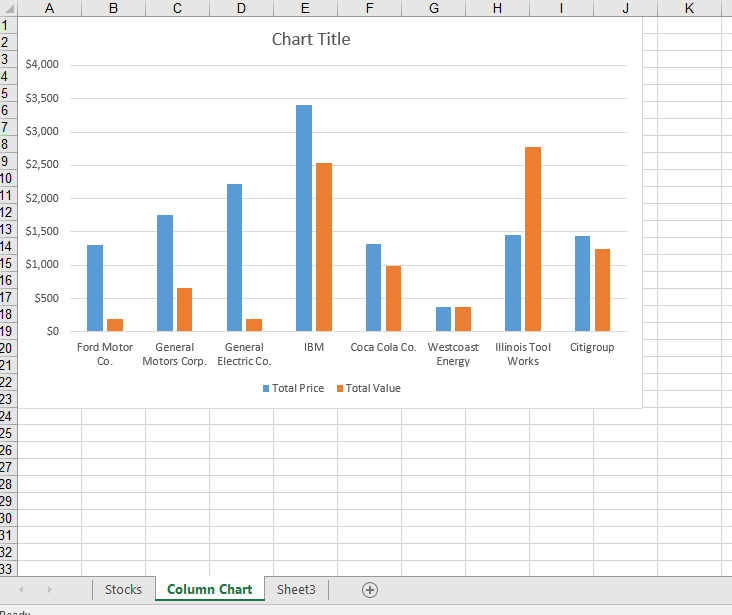 A B C D E F G H I J K
1
2
3
4
5
6
7
8
9
10
11
12
13
14
15
16
17
18
19
20
21
22
23
24
25
26
27
28
29
30
31
32
33
Chart Title
$4,000
$3,500
$3,000
$2,500
$2,000
$1,500
$1,000
$500
$0
Ford Motor
Co.
General
Motors Corp.
General
Electric Co.
IBM
Coca Cola Co.
Westcoast
Energy
Illinois Tool
Works
Citigroup
Total Price Total Value
Stocks Column Chart Sheet3
Ready